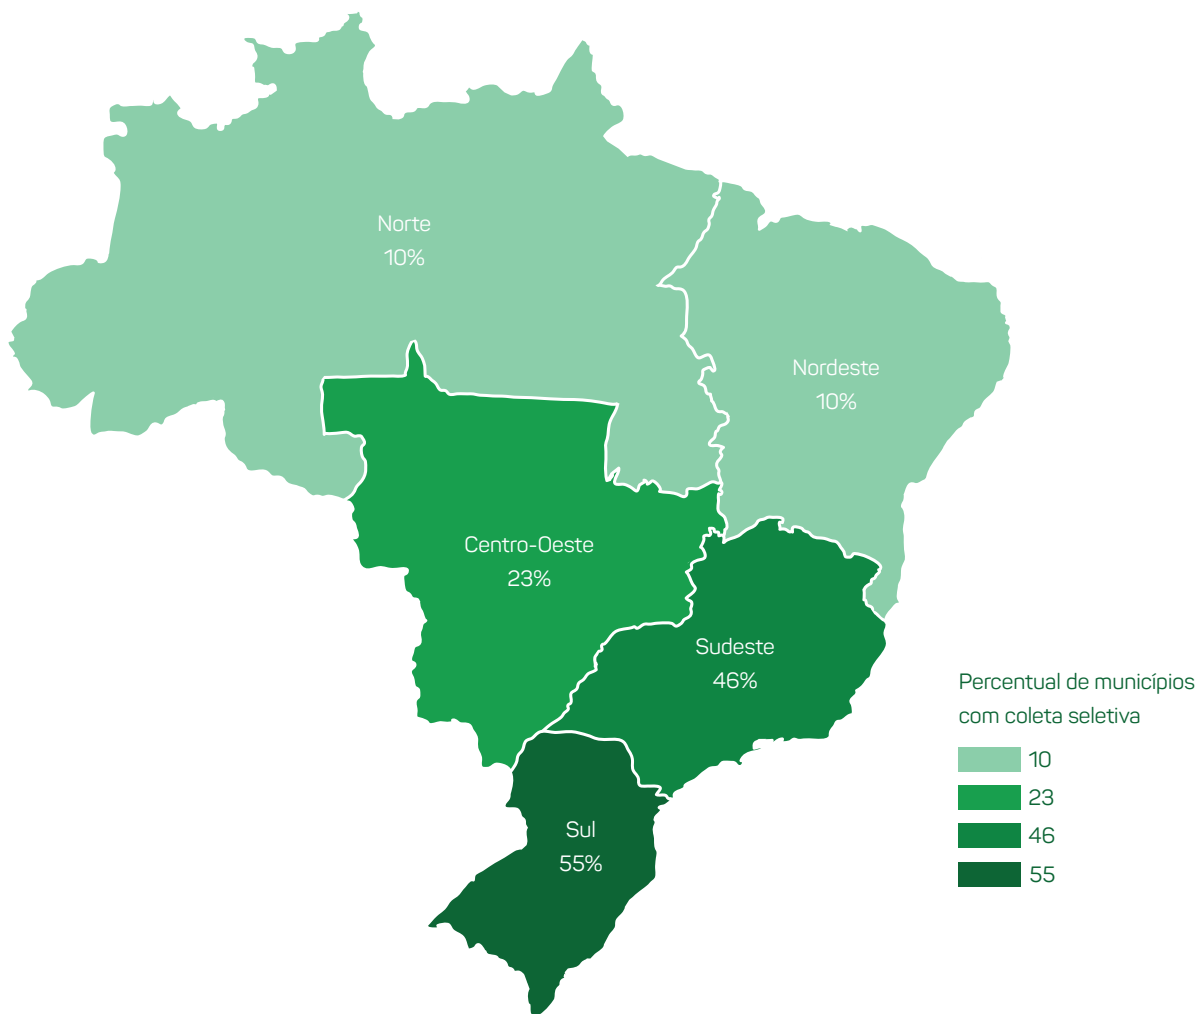 Norte
10%
Nordeste
10%
Centro-Oeste
23%
Sudeste
46%
Sul
55%
Percentual de municípios
com coleta seletiva
10
23
46
55